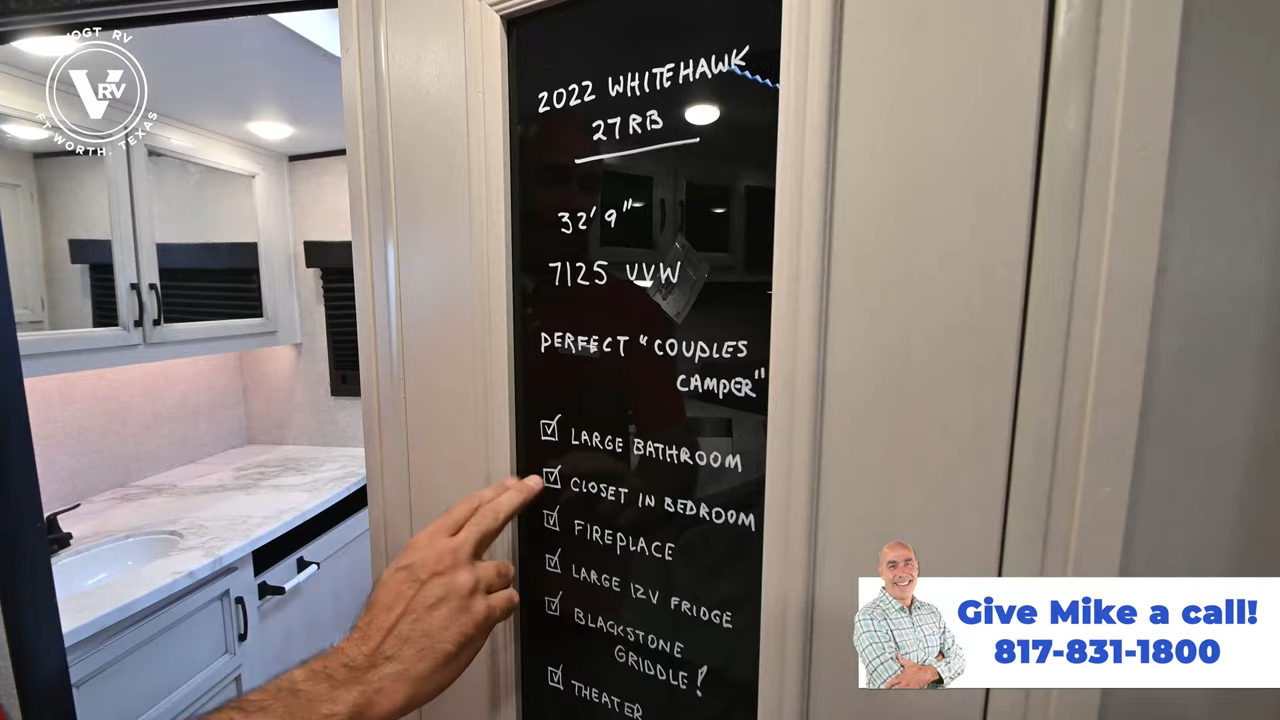 VOGT RV
V RV
FT. WORTH, TEXAS
2022 WHITEHAWK
27RB
32' 9"
7125 UVW
PERFECT "COUPLES
CAMPER"
☑ LARGE BATHROOM
☑ CLOSET IN BEDROOM
☑ FIREPLACE
☑ LARGE 12V FRIDGE
☑ BLACKSTONE
GRIDDLE!
☑ THEATER
Give Mike a call!
817-831-1800